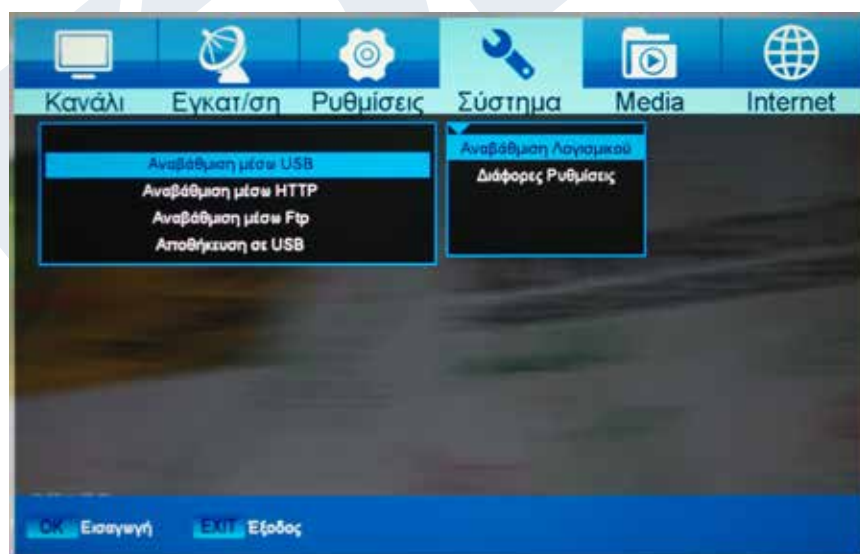 Κανάλι Εγκατ/ση Ρυθμίσεις Σύστημα Media Internet
Αναβάθμιση μέσω USB
Αναβάθμιση μέσω HTTP
Αναβάθμιση μέσω Ftp
Αποθήκευση σε USB
Αναβάθμιση Λογισμικού
Διάφορες Ρυθμίσεις
OK Εισαγωγή EXIT Έξοδος